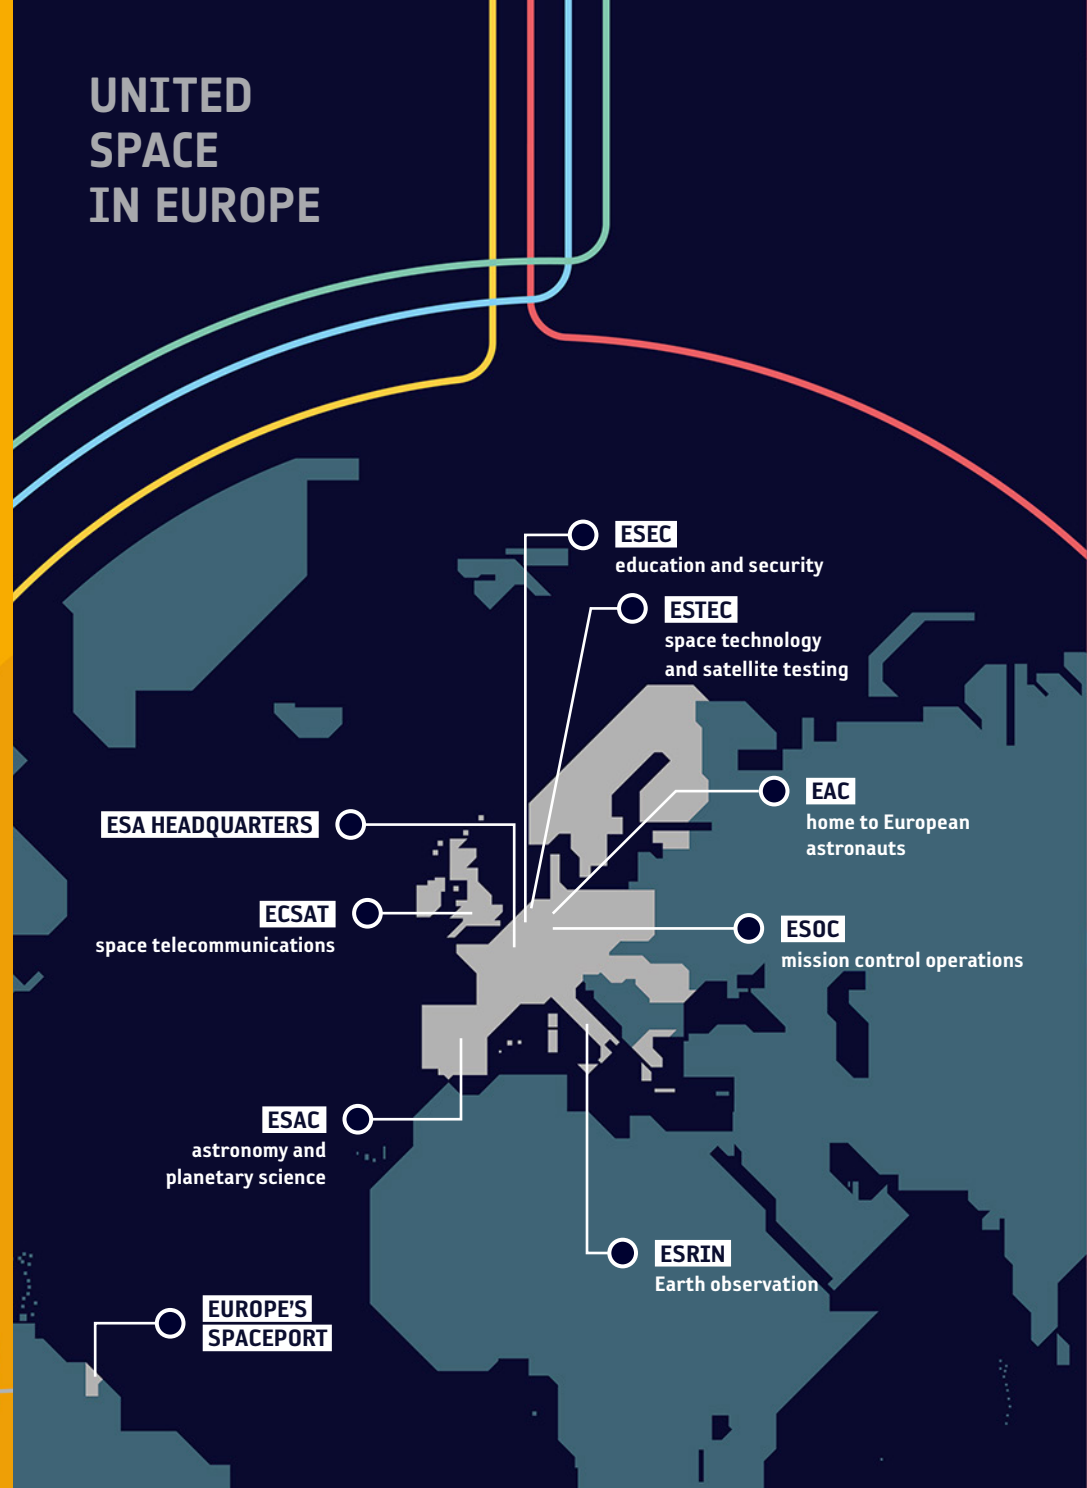 UNITED
SPACE
IN EUROPE
ESEC
education and security
ESTEC
space technology
and satellite testing
EAC
home to European
astronauts
ESA HEADQUARTERS
ECSAT
space telecommunications
ESOC
mission control operations
ESAC
astronomy and
planetary science
ESRIN
Earth observation
EUROPE'S
SPACEPORT